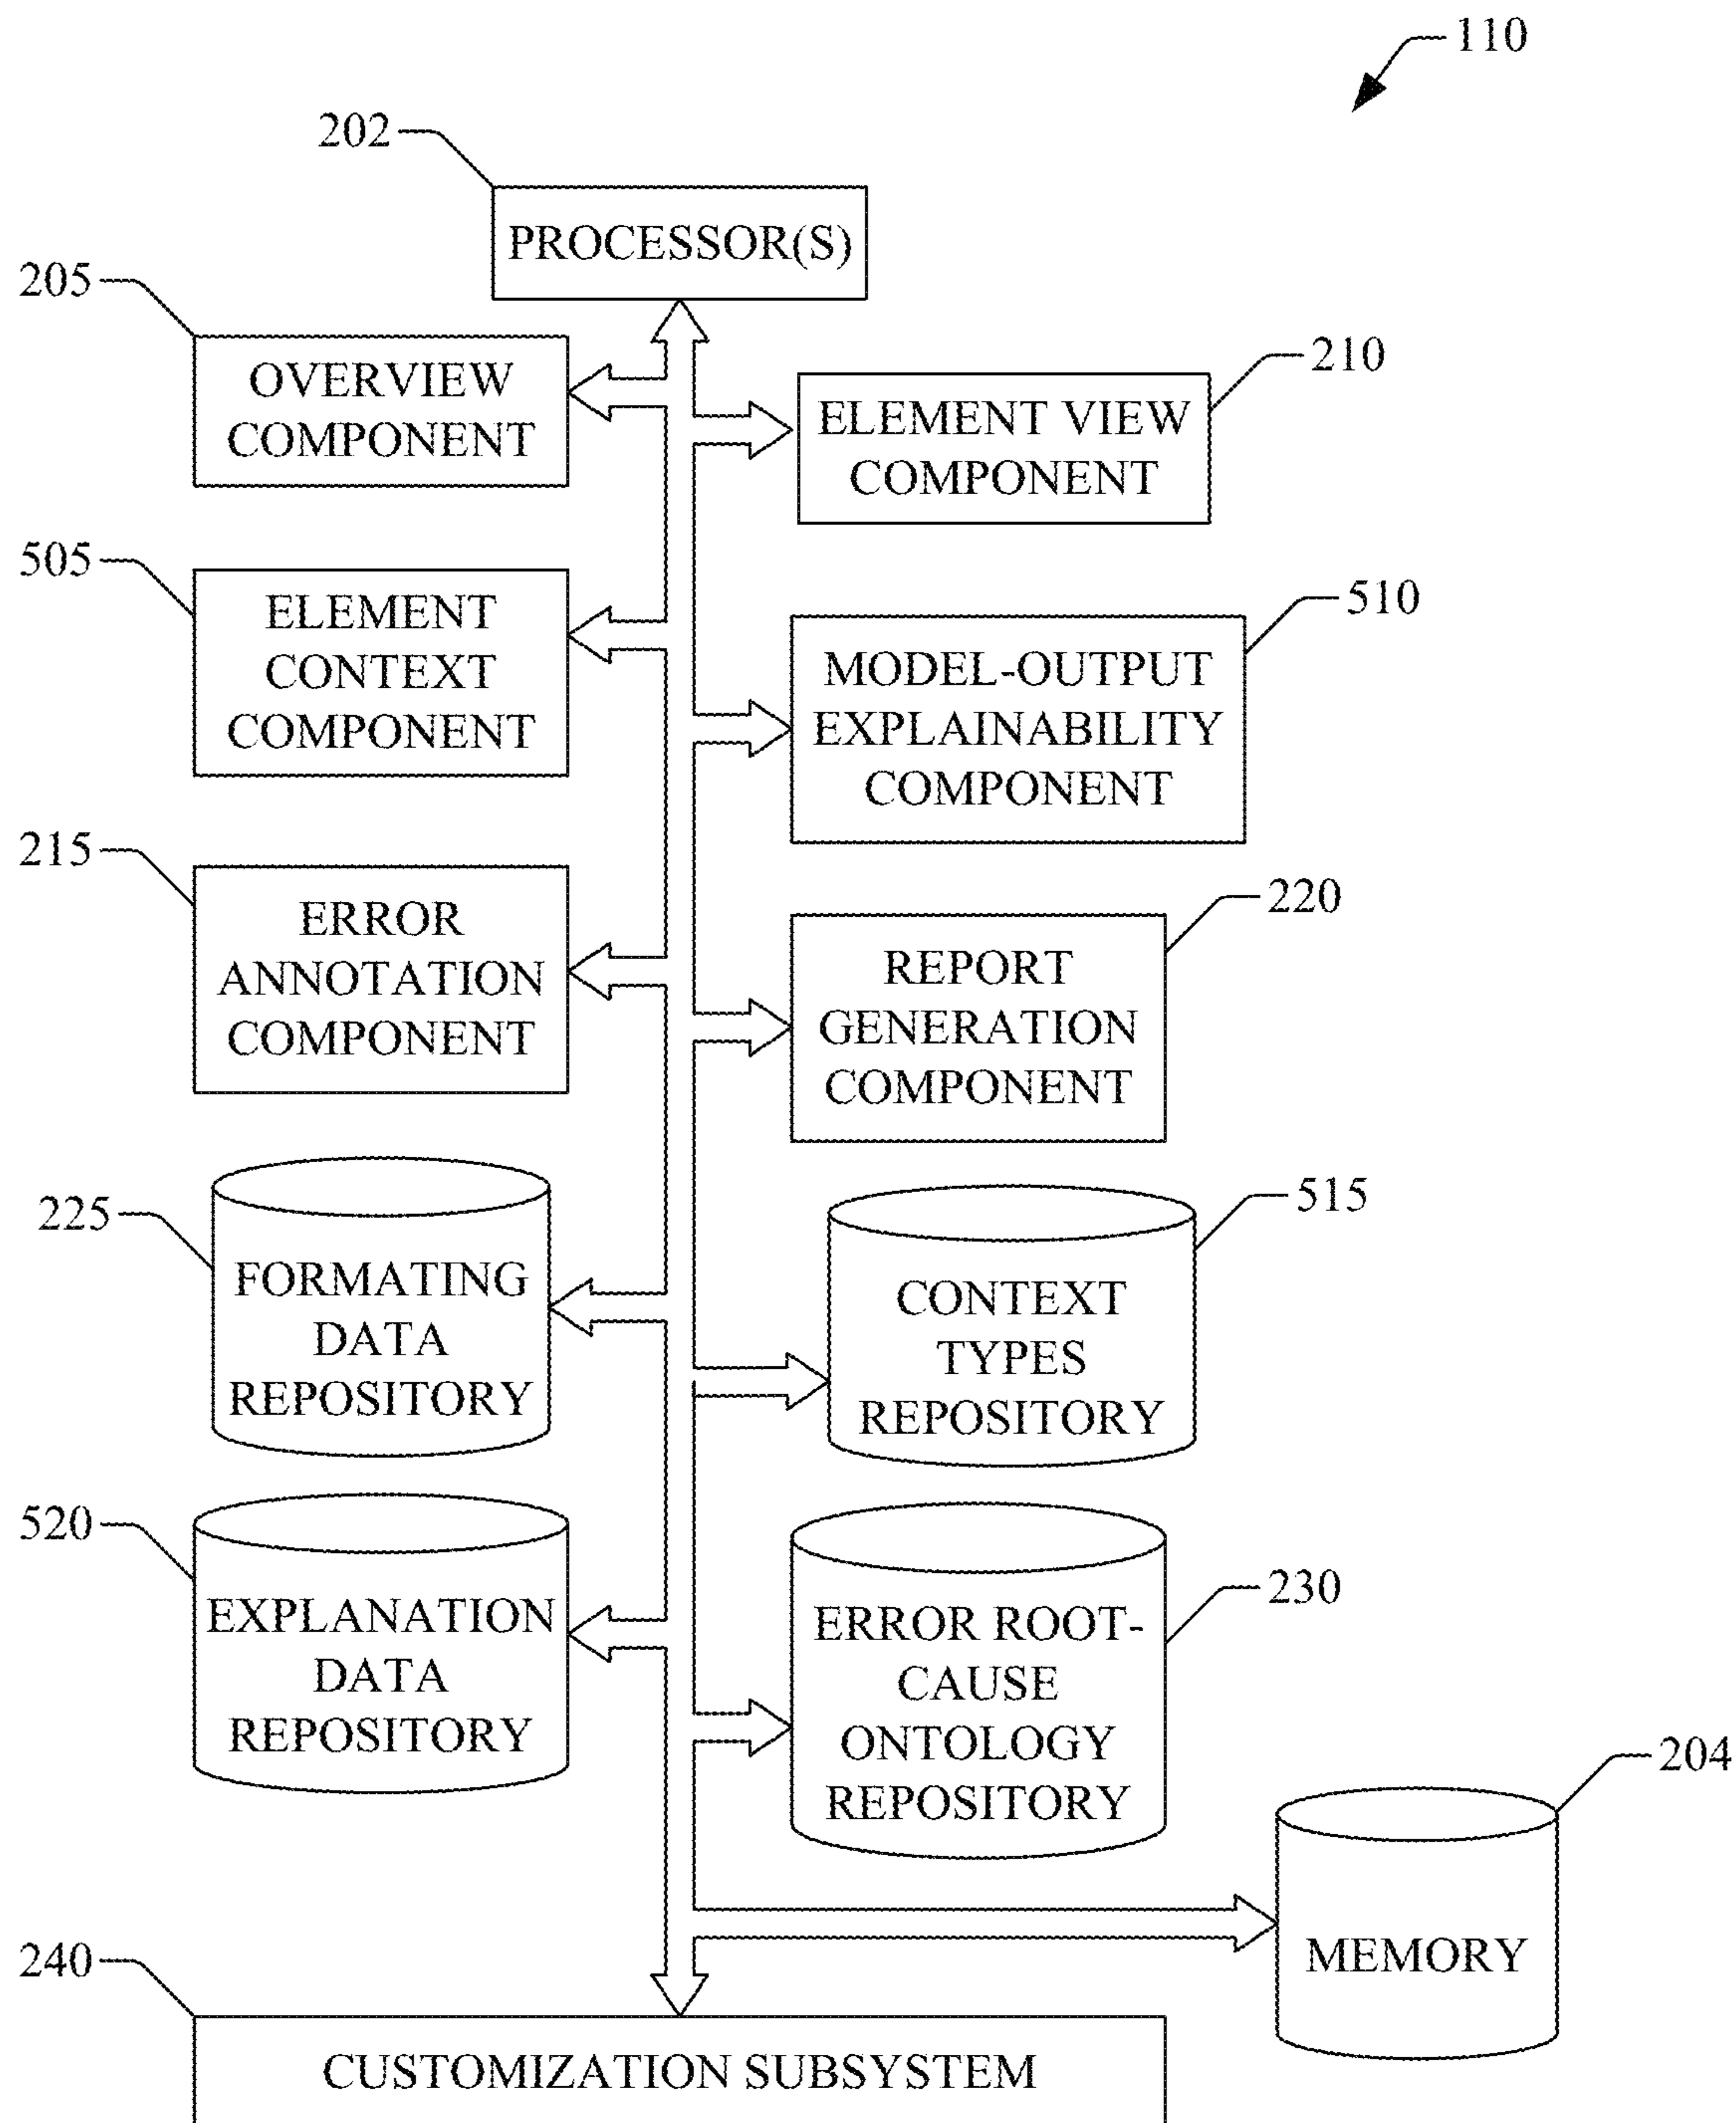 110
202
PROCESSOR(S)
205
OVERVIEW
COMPONENT
210
ELEMENT VIEW
COMPONENT
505
ELEMENT
CONTEXT
COMPONENT
510
MODEL-OUTPUT
EXPLAINABILITY
COMPONENT
215
ERROR
ANNOTATION
COMPONENT
220
REPORT
GENERATION
COMPONENT
225
FORMATING
DATA
REPOSITORY
515
CONTEXT
TYPES
REPOSITORY
520
EXPLANATION
DATA
REPOSITORY
230
ERROR ROOT-
CAUSE
ONTOLOGY
REPOSITORY
204
MEMORY
240
CUSTOMIZATION SUBSYSTEM